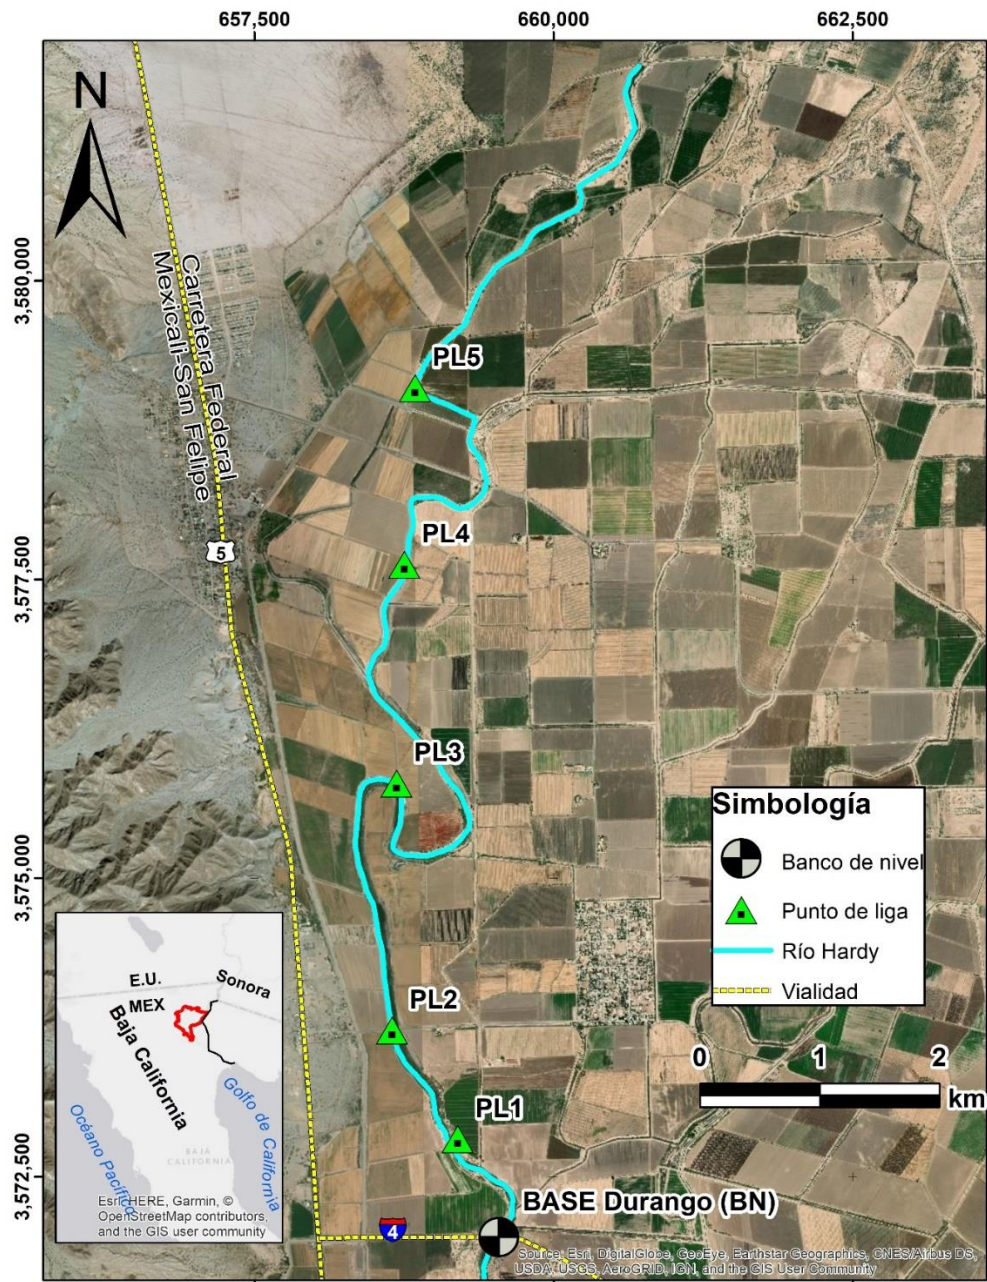 657,500
660,000
662,500
N
3,580,000
3,577,500
3,575,000
3,572,500
Carretera Federal
Mexicali-San Felipe
5
PL5
PL4
PL3
PL2
PL1
BASE Durango (BN)
4
Simbología
Banco de nivel
Punto de liga
Río Hardy
Vialidad
0 1 2
km
E.U.
MEX
Sonora
Baja California
Golfo de California
Océano Pacífico
BAJA
CALIFORNIA
Esri, HERE, Garmin, ©
OpenStreetMap contributors,
and the GIS user community
Source: Esri, DigitalGlobe, GeoEye, Earthstar Geographics, CNES/Airbus DS,
USDA, USGS, AeroGRID, IGN, and the GIS User Community